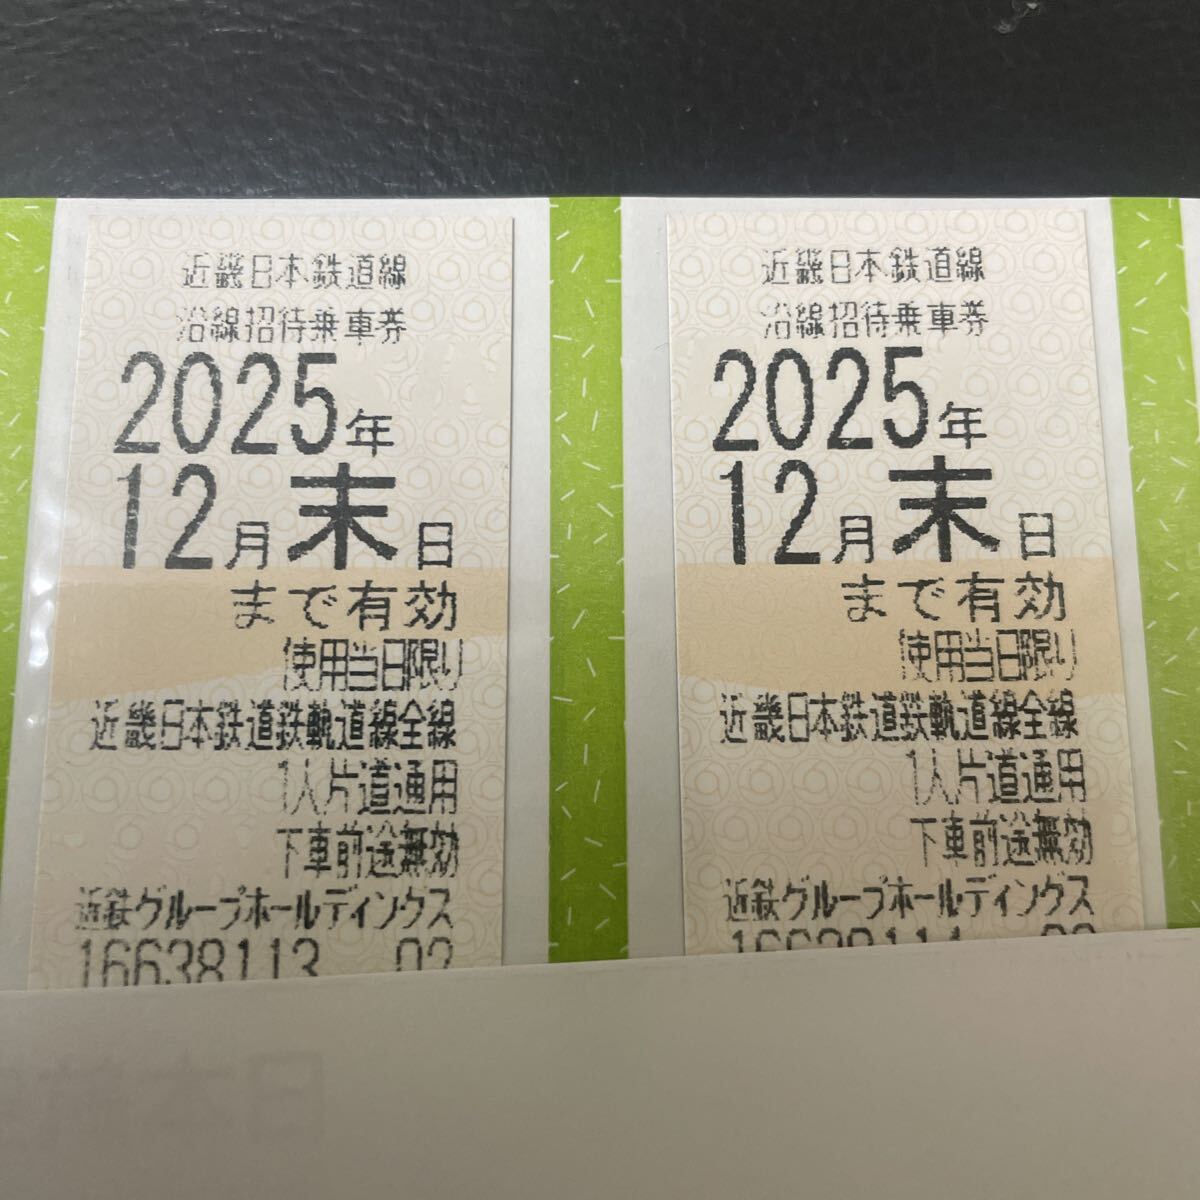 近畿日本鉄道線
沿線招待乗車券
2025年
12月末日
まで有効
使用当日限り
近畿日本鉄道鉄軌道線全線
1人片道通用
下車前途無効
近鉄グループホールディングス
16638113 02
近畿日本鉄道線
沿線招待乗車券
2025年
12月末日
まで有効
使用当日限り
近畿日本鉄道鉄軌道線全線
1人片道通用
下車前途無効
近鉄グループホールディングス
16638114 02